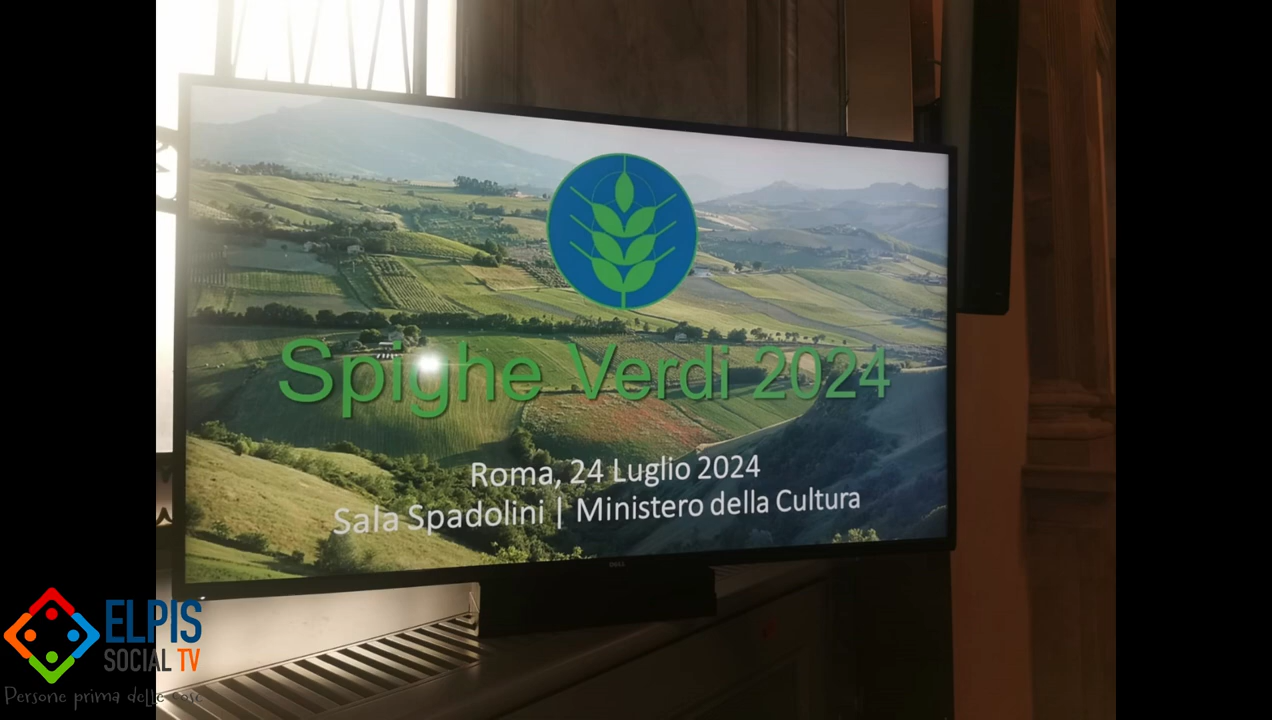 Spighe Verdi 2024
Roma, 24 Luglio 2024
Sala Spadolini | Ministero della Cultura
DELL
ELPIS
SOCIAL TV
Persone prima delle cose